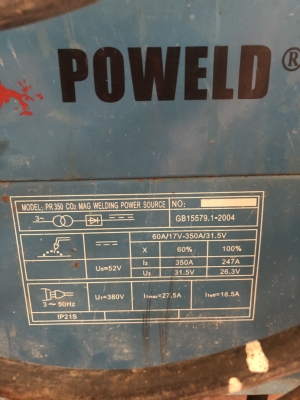 POWELD ®
MODEL: PR350 CO₂ MAG WELDING POWER SOURCE NO:
3~ GB15579.1-2004
60A/17V-350A/31.5V
X 60% 100%
U₀=52V I₂ 350A 247A
U₂ 31.5V 26.3V
3~50Hz U₁=380V I₁max=27.5A I₁eff=18.5A
IP21S